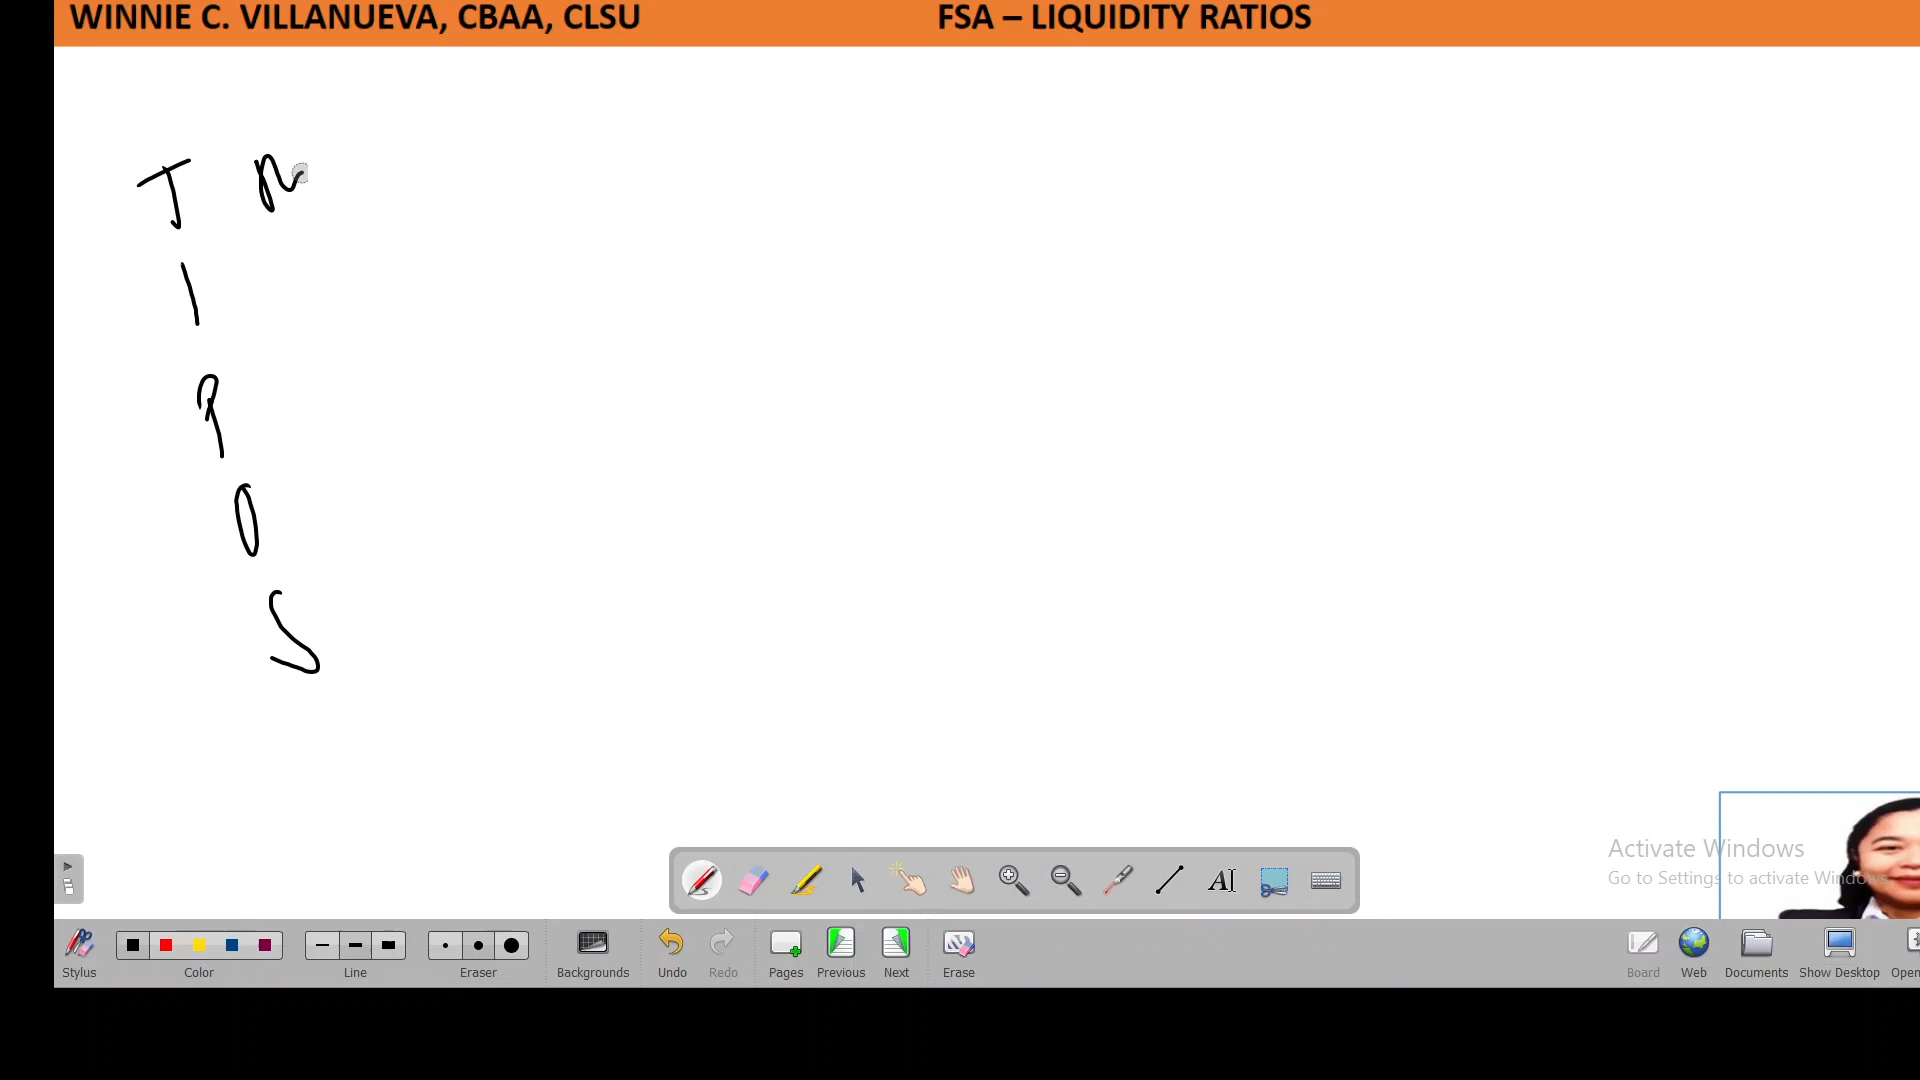 WINNIE C. VILLANUEVA, CBAA, CLSU FSA – LIQUIDITY RATIOS
T
I
P
O
S
Activate Windows
Go to Settings to activate Windows
Stylus Color Line Eraser Backgrounds Undo Redo Pages Previous Next Erase Board Web Documents Show Desktop Open